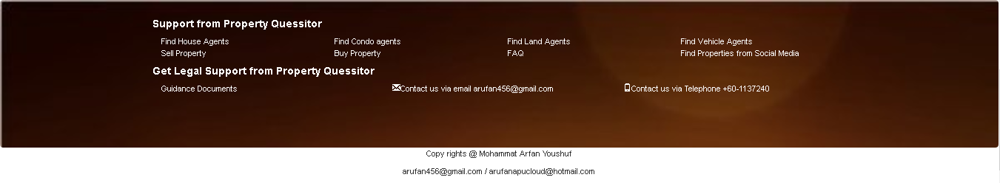 Support from Property Quessitor
Find House Agents Find Condo agents Find Land Agents Find Vehicle Agents
Sell Property Buy Property FAQ Find Properties from Social Media
Get Legal Support from Property Quessitor
Guidance Documents Contact us via email arufan456@gmail.com Contact us via Telephone +60-1137240
Copy rights @ Mohammat Arfan Youshuf
arufan456@gmail.com / arufanapucloud@hotmail.com